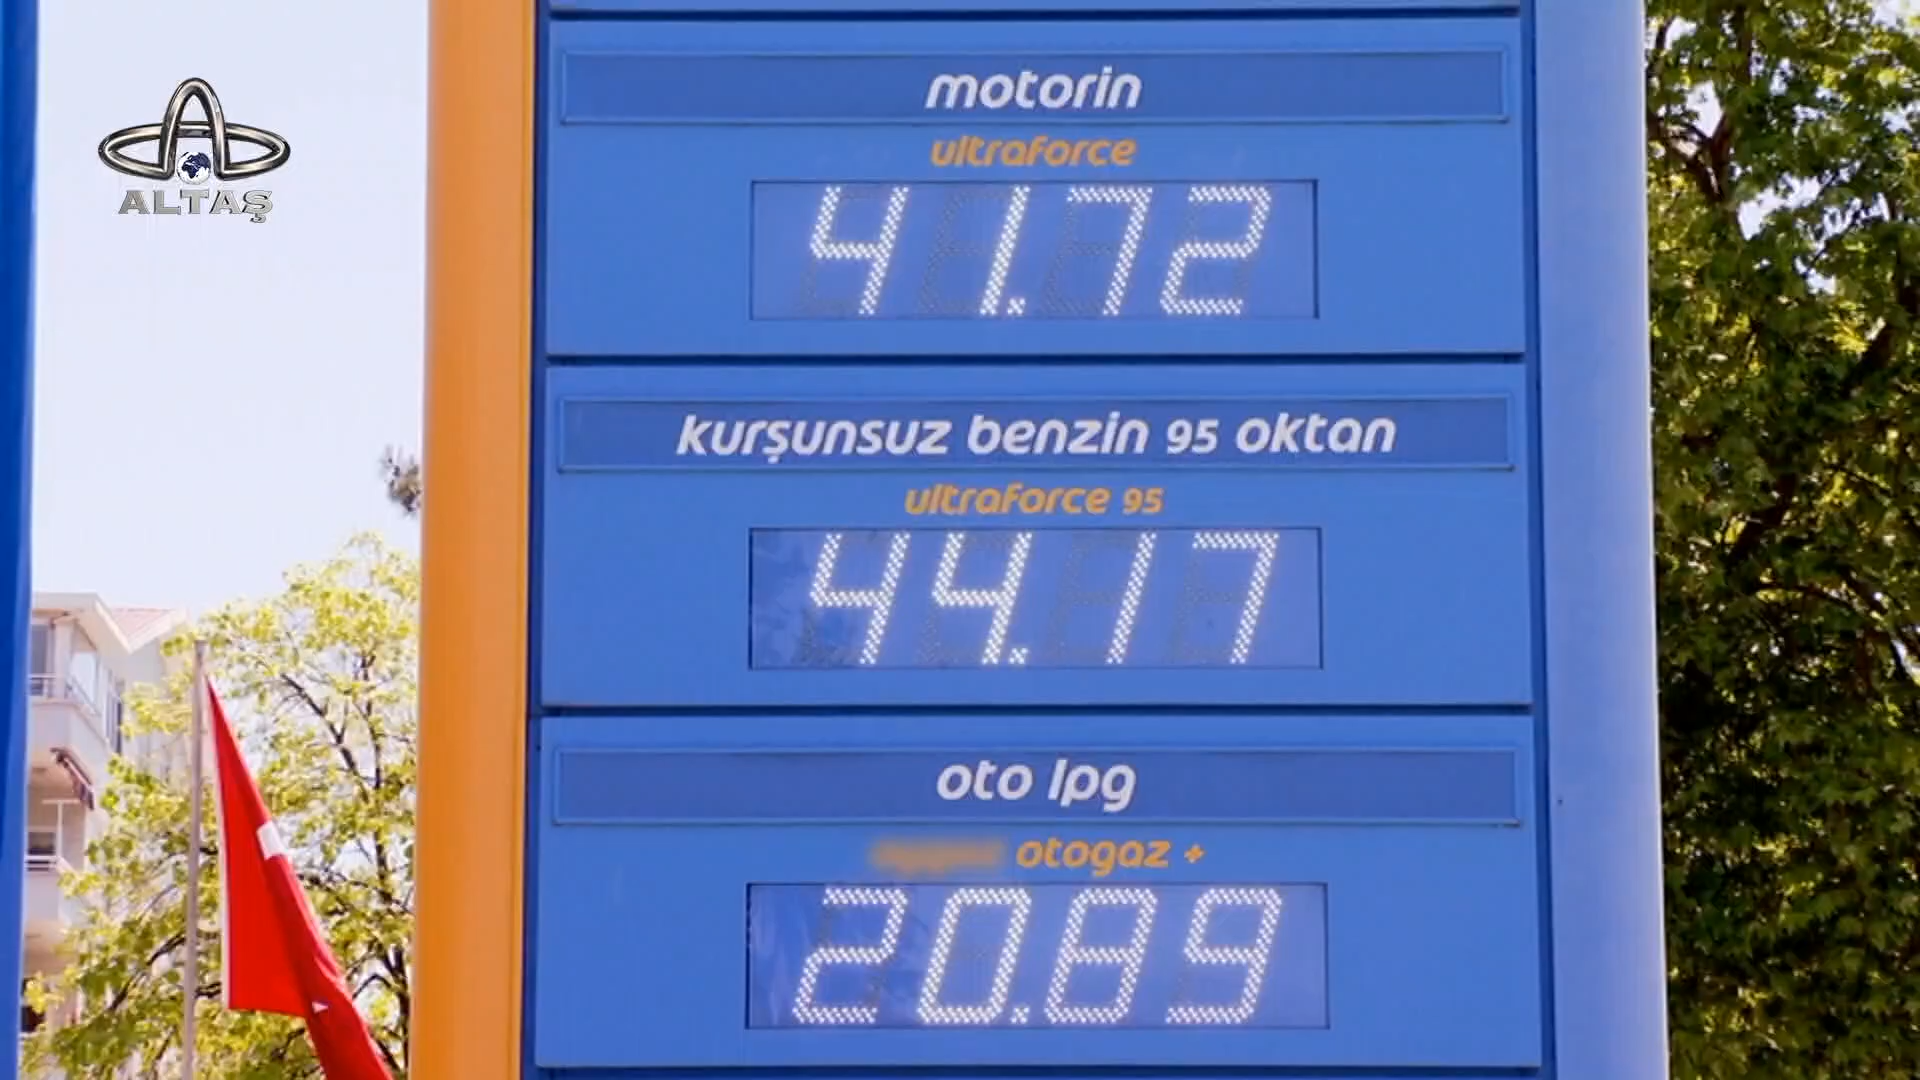 ALTAŞ
motorin
ultraforce
41.72
kurşunsuz benzin 95 oktan
ultraforce 95
44.17
oto lpg
otogaz +
20.89